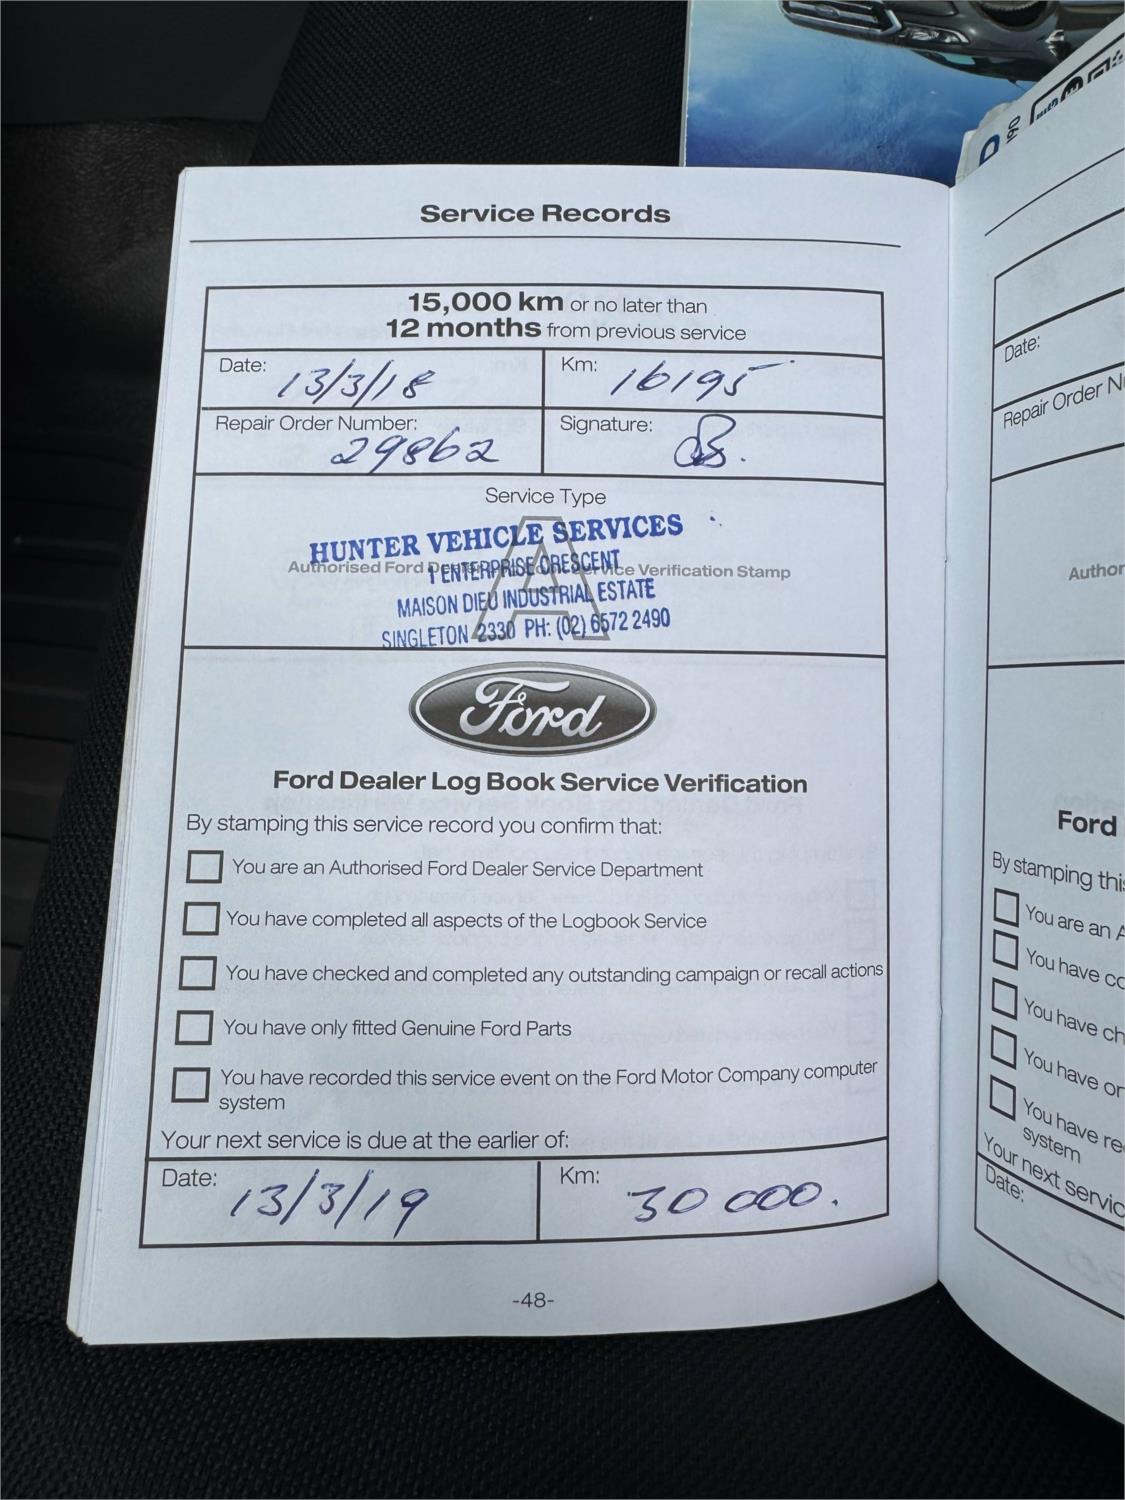 Service Records
15,000 km or no later than
12 months from previous service
Date: 13/3/18
Km: 16195
Repair Order Number: 29862
Signature:
Service Type
A
HUNTER VEHICLE SERVICES
Authorised Ford Service Verification Stamp
1 ENTERPRISE CRESCENT
MAISON DIEU INDUSTRIAL ESTATE
SINGLETON 2330 PH: (02) 6572 2490
Ford
Ford Dealer Log Book Service Verification
By stamping this service record you confirm that:
You are an Authorised Ford Dealer Service Department
You have completed all aspects of the Logbook Service
You have checked and completed any outstanding campaign or recall actions
You have only fitted Genuine Ford Parts
You have recorded this service event on the Ford Motor Company computer
system
Your next service is due at the earlier of:
Date: 13/3/19
Km: 30 000.
-48-
Date:
Repair Order N
Author
Ford
By stamping this
You are an A
You have co
You have ch
You have on
You have re
system
Your next servic
Date: